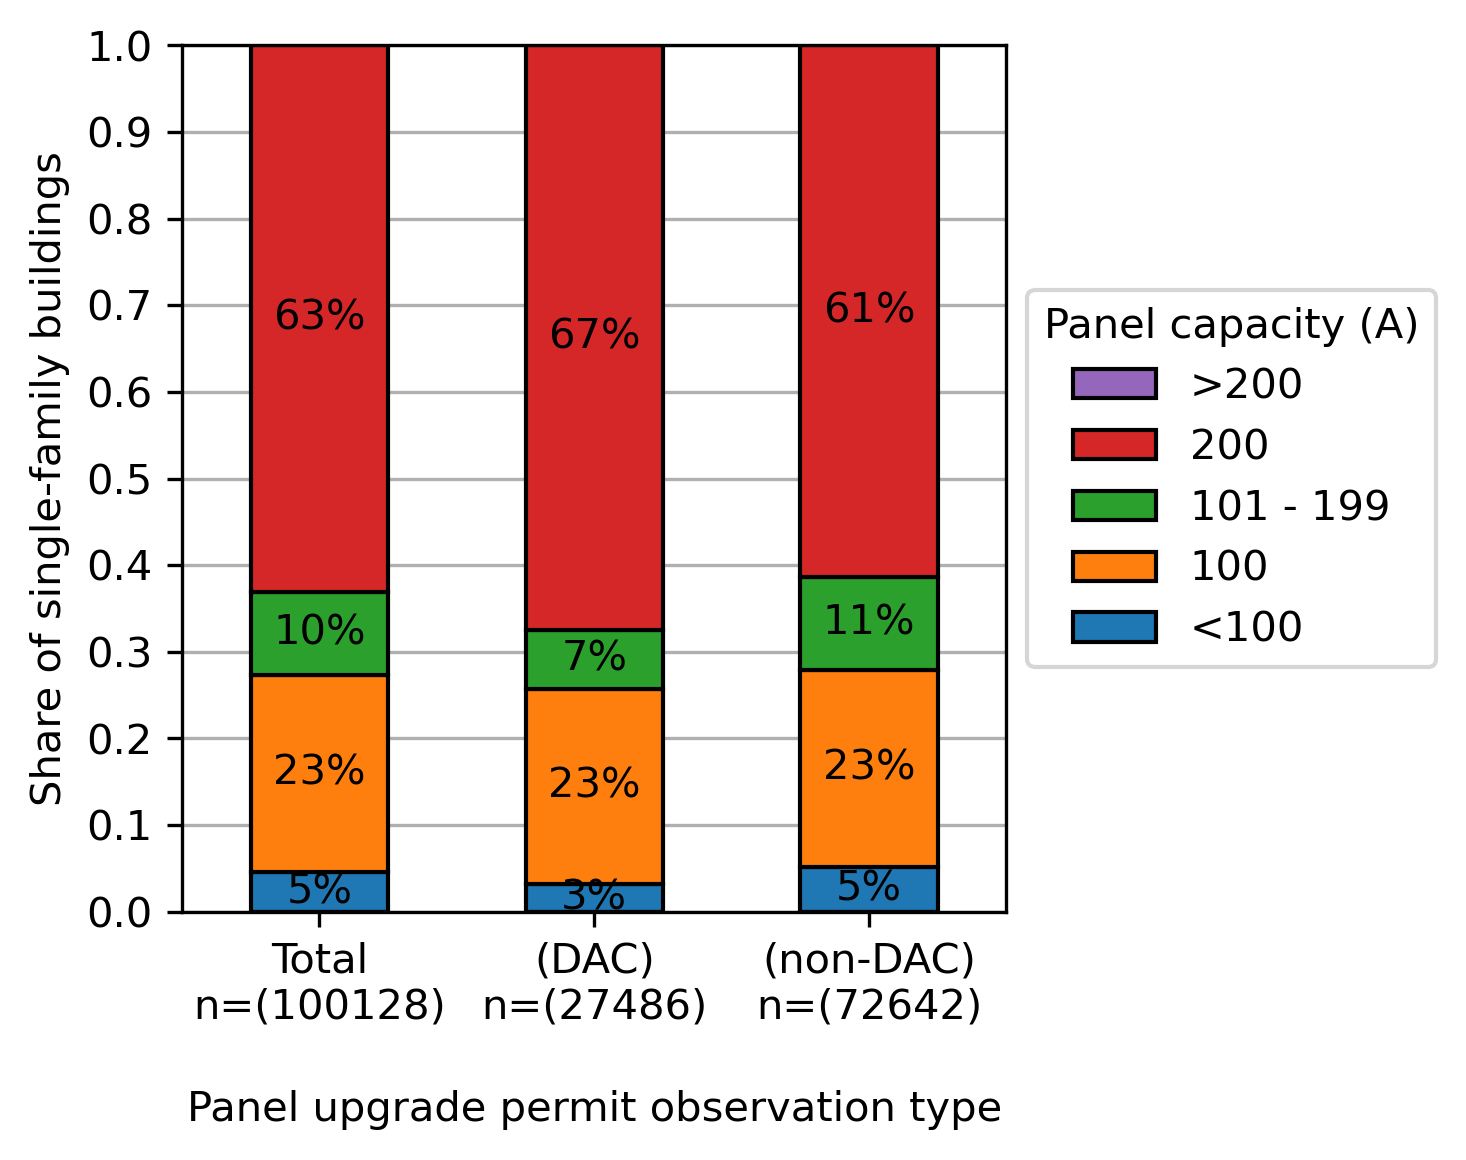 Share of single-family buildings
1.0
0.9
0.8
0.7
0.6
0.5
0.4
0.3
0.2
0.1
0.0
63%
10%
23%
5%
67%
7%
23%
3%
61%
11%
23%
5%
Total
n=(100128)
(DAC)
n=(27486)
(non-DAC)
n=(72642)
Panel upgrade permit observation type
Panel capacity (A)
>200
200
101 - 199
100
<100